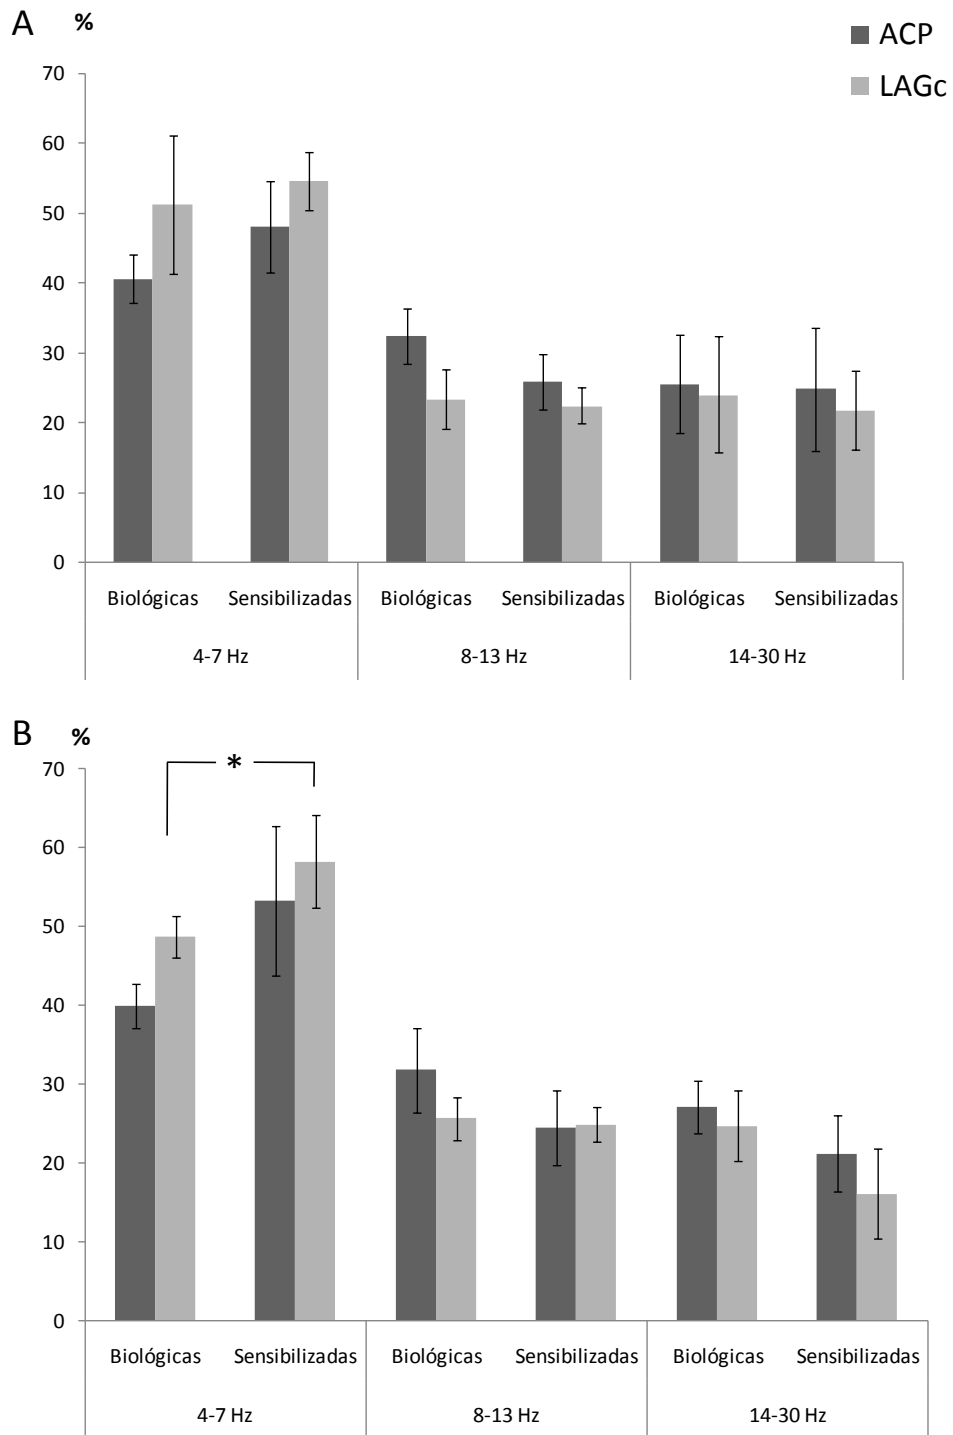 A %
ACP
LAGc
70
60
50
40
30
20
10
0
Biológicas Sensibilizadas Biológicas Sensibilizadas Biológicas Sensibilizadas
4-7 Hz 8-13 Hz 14-30 Hz
B %
*
70
60
50
40
30
20
10
0
Biológicas Sensibilizadas Biológicas Sensibilizadas Biológicas Sensibilizadas
4-7 Hz 8-13 Hz 14-30 Hz